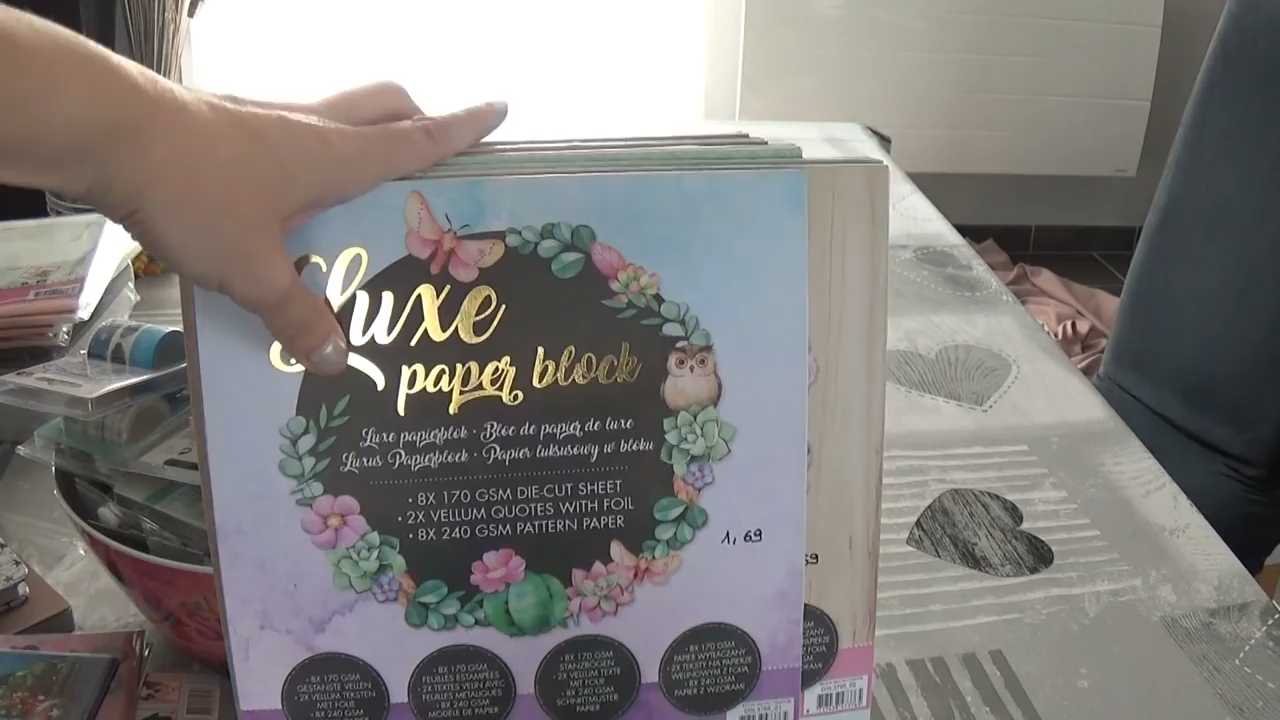 Luxe
paper block
Luxe papierblok · Bloc de papier de luxe
Luxus Papierblock · Papier luksusowy w bloku
• 8X 170 GSM DIE-CUT SHEET
• 2X VELLUM QUOTES WITH FOIL
• 8X 240 GSM PATTERN PAPER
1,69
• 8X 170 GSM
GESTANSTE VELLEN
• 2X VELLUM TEKSTEN
MET FOLIE
• 8X 240 GSM
• 8X 170 GSM
FEUILLES ESTAMPÉES
• 2X TEXTES VELIN AVEC
FEUILLES METALIQUES
• 8X 240 GSM
MODÈLE DE PAPIER
• 8X 170 GSM
STANZBÖGEN
• 2X VELLUM TEXTE
MIT FOLIE
• 8X 240 GSM
SCHNITTMUSTER
PAPIER
• 8X 170 GSM
PAPIER WYTŁACZANY
• 2X TEKSTY NA PAPIERZE
WELINOWYM Z FOLIĄ
• 8X 240 GSM
PAPIER Z WZORAMI